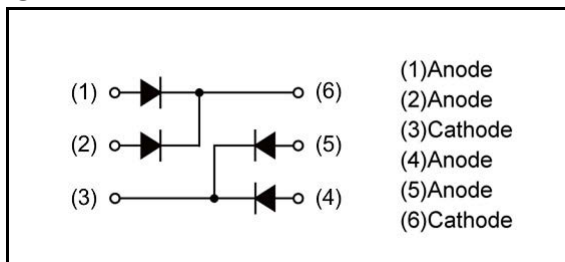 (1) (6)
(2) (5)
(3) (4)
(1)Anode
(2)Anode
(3)Cathode
(4)Anode
(5)Anode
(6)Cathode